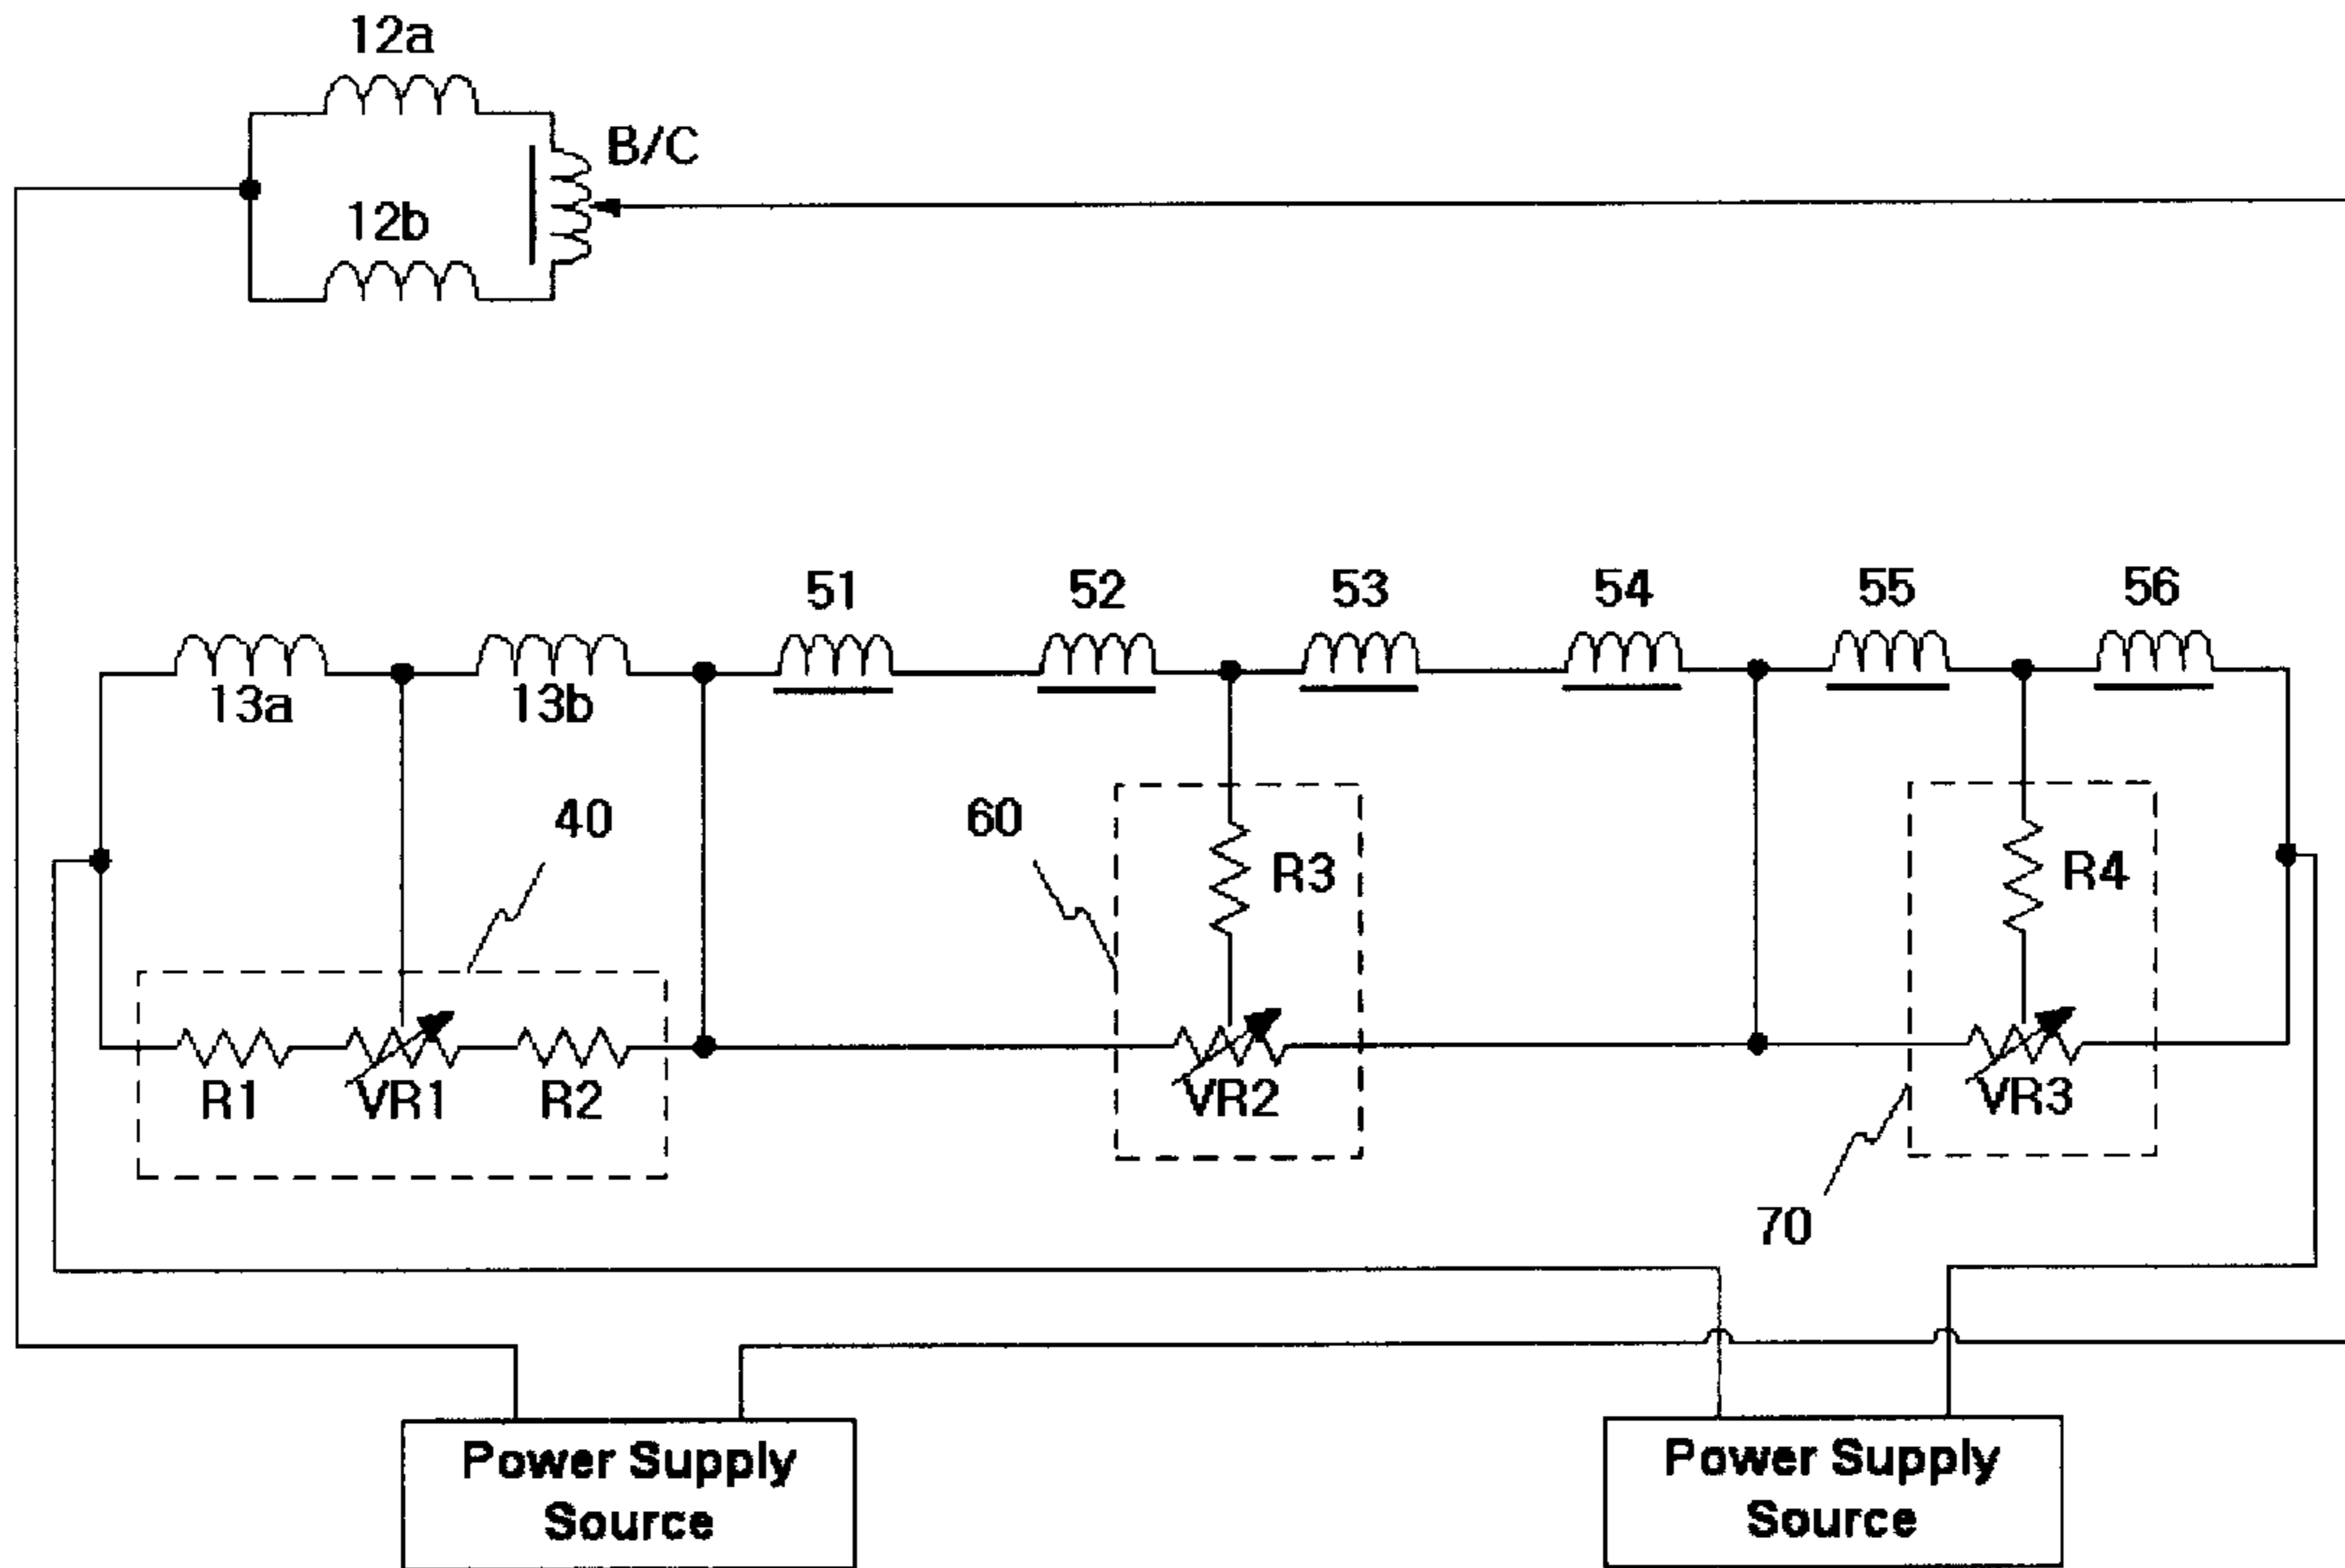 12a
B/C
12b
51
52
53
54
55
56
13a
13b
40
60
R3
R4
R1
VR1
R2
VR2
VR3
70
Power Supply
Source
Power Supply
Source